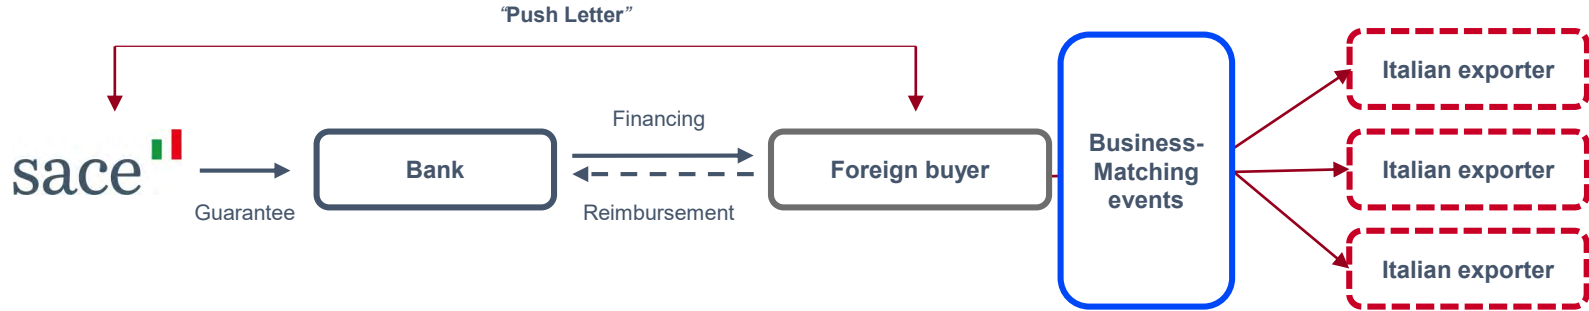 “Push Letter”
sace
Guarantee
Bank
Financing
Reimbursement
Foreign buyer
Business-
Matching
events
Italian exporter
Italian exporter
Italian exporter